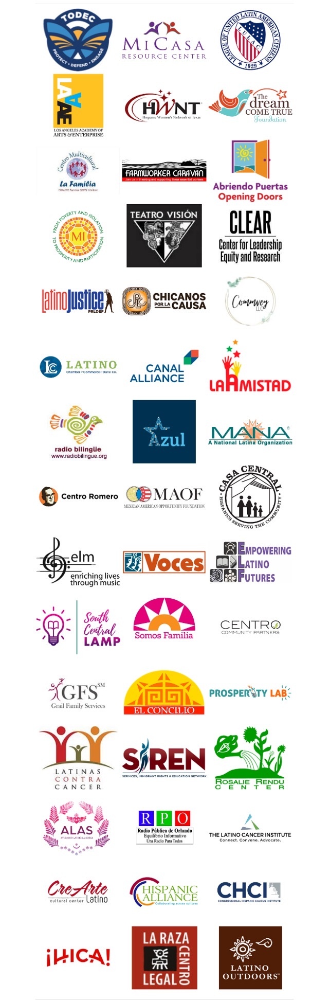 TODEC
PROTECT • DEFEND • ENGAGE
MI CASA
RESOURCE CENTER
LEAGUE OF UNITED LATIN AMERICAN CITIZENS
LULAC
★ 1929 ★
LAAAE
LOS ANGELES ACADEMY OF
ARTS & ENTERPRISE
HWNT
Hispanic Women's Network of Texas
The
dream
COME TRUE
Foundation
Centro Multicultural
La Familia
HEALTHY Families HAPPY Children
FARMWORKER CARAVAN
Join us in thanking and supporting these essential workers
Abriendo Puertas
Opening Doors
FROM POVERTY AND ISOLATION
MI
TO PROSPERITY AND PARTICIPATION
TEATRO VISIÓN
CLEAR
Center for Leadership
Equity and Research
LatinoJustice
PRLDEF
CPLC
CHICANOS
POR LA CAUSA
Commvey
LLC
LCC
LATINO
Chamber of Commerce of Dane Co.
CANAL
ALLIANCE
LA AMISTAD
radio bilingüe
www.radiobilingue.org
Azul
MANA®
A National Latina Organization
Centro Romero
MAOF
MEXICAN AMERICAN OPPORTUNITY FOUNDATION
CASA CENTRAL
• HISPANICS SERVING THE COMMUNITY •
elm
enriching lives
through music
Voces
EMPOWERING
LATINO
FUTURES
South
Central
LAMP
Somos Familia
CENTRO
COMMUNITY PARTNERS
GFS SM
Grail Family Services
EL CONCILIO
PROSPERITY LAB
LATINAS
CONTRA
CANCER
SIREN
SERVICES, IMMIGRANT RIGHTS & EDUCATION NETWORK
ROSALIE RENDU
CENTER
ALAS
AYUDANDO LATINOS A SOÑAR
RPO
Radio Pública de Orlando
Equilibrio Informativo
Una Radio Para Todos
THE LATINO CANCER INSTITUTE
Connect. Convene. Advocate.
CreArte
cultural center Latino
HISPANIC
ALLIANCE
Collaborating across cultures
CHCI
CONGRESSIONAL HISPANIC CAUCUS INSTITUTE
¡HICA!
LA RAZA
CENTRO
LEGAL
LATINO
OUTDOORS™